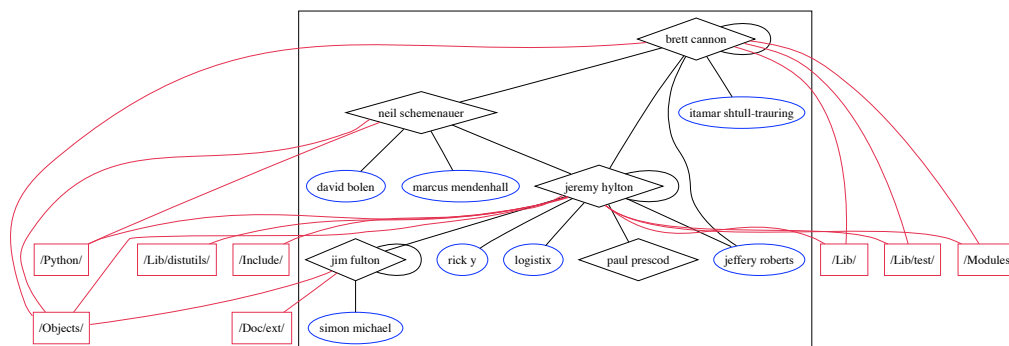 brett cannon
neil schemenauer
itamar shtull-trauring
david bolen
marcus mendenhall
jeremy hylton
/Python/
/Lib/distutils/
/Include/
jim fulton
rick y
logistix
paul prescod
jeffery roberts
/Lib/
/Lib/test/
/Modules
/Objects/
/Doc/ext/
simon michael